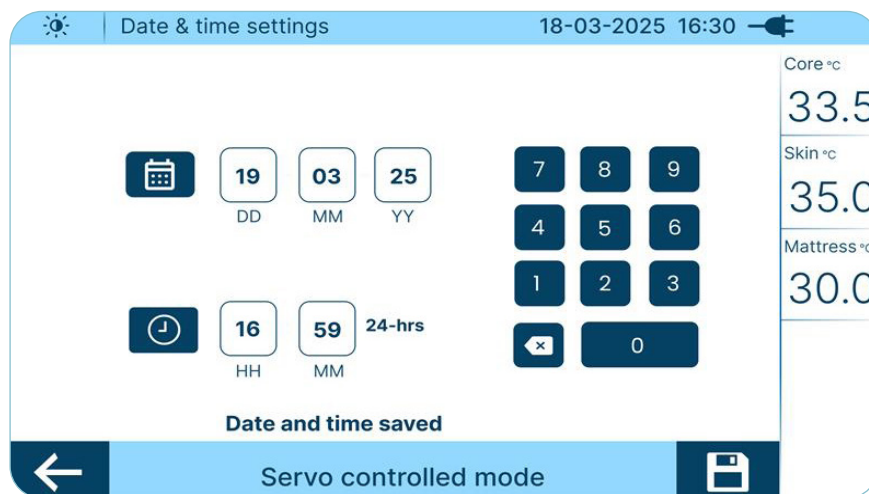 Date & time settings 18-03-2025 16:30
Core °C
33.5
Skin °C
35.0
Mattress °C
30.0
19 03 25
DD MM YY
16 59 24-hrs
HH MM
7 8 9
4 5 6
1 2 3
0
Date and time saved
Servo controlled mode